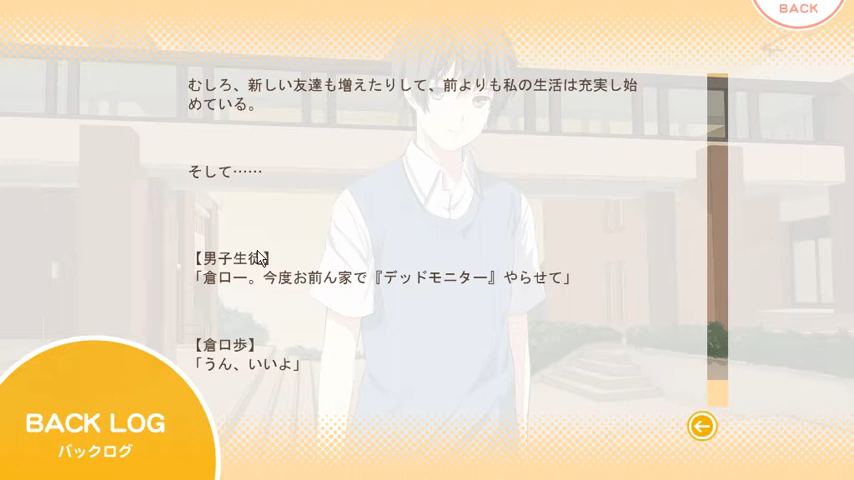 BACK
むしろ、新しい友達も増えたりして、前よりも私の生活は充実し始
めている。
そして……
【男子生徒】
「倉口ー。今度お前ん家で『デッドモニター』やらせて」
【倉口歩】
「うん、いいよ」
BACK LOG
バックログ